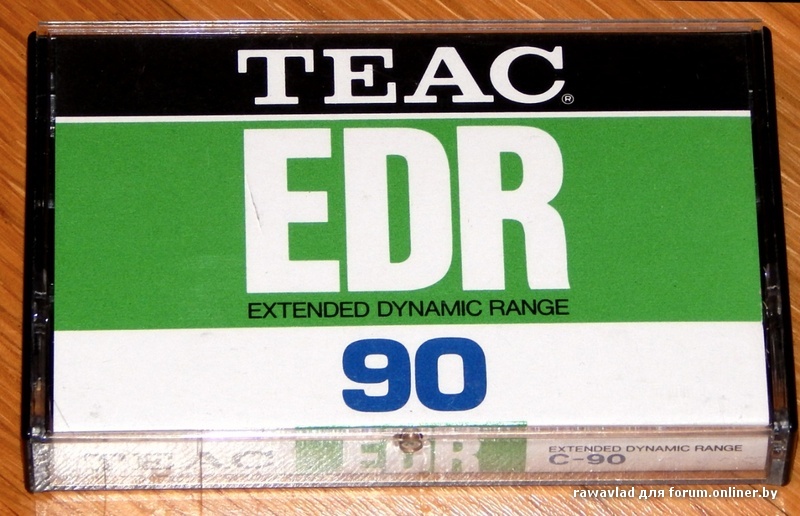 TEAC®
EDR
EXTENDED DYNAMIC RANGE
90
TEAC EDR EXTENDED DYNAMIC RANGE
C-90
rawavlad для forum.onliner.by